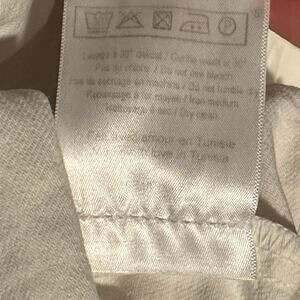 Lavage à 30° délicat / Gentle wash at 30°
Pas de chlore / Do not use bleach
Pas de séchage en machine / Do not tumble dry
Repassage à fer moyen / Iron medium
Nettoyage à sec / Dry clean
Fait avec amour en Tunisie
with love in Tunisia